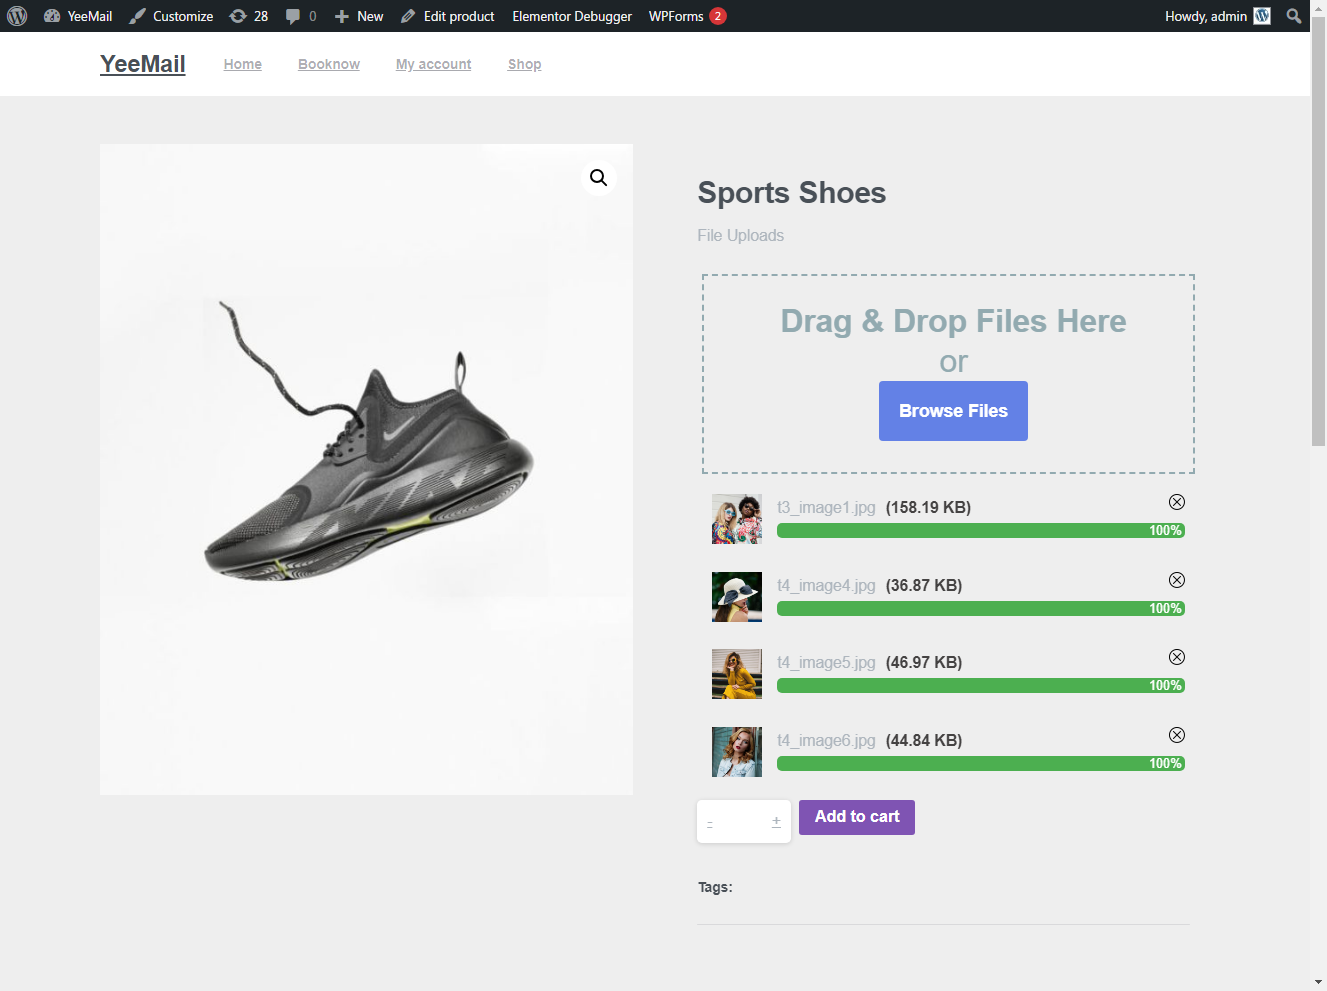 YeeMail Customize 28 0 New Edit product Elementor Debugger WPForms 2 Howdy, admin
YeeMail Home Booknow My account Shop
Sports Shoes
File Uploads
Drag & Drop Files Here
or
Browse Files
t3_image1.jpg (158.19 KB)
100%
t4_image4.jpg (36.87 KB)
100%
t4_image5.jpg (46.97 KB)
100%
t4_image6.jpg (44.84 KB)
100%
- + Add to cart
Tags: